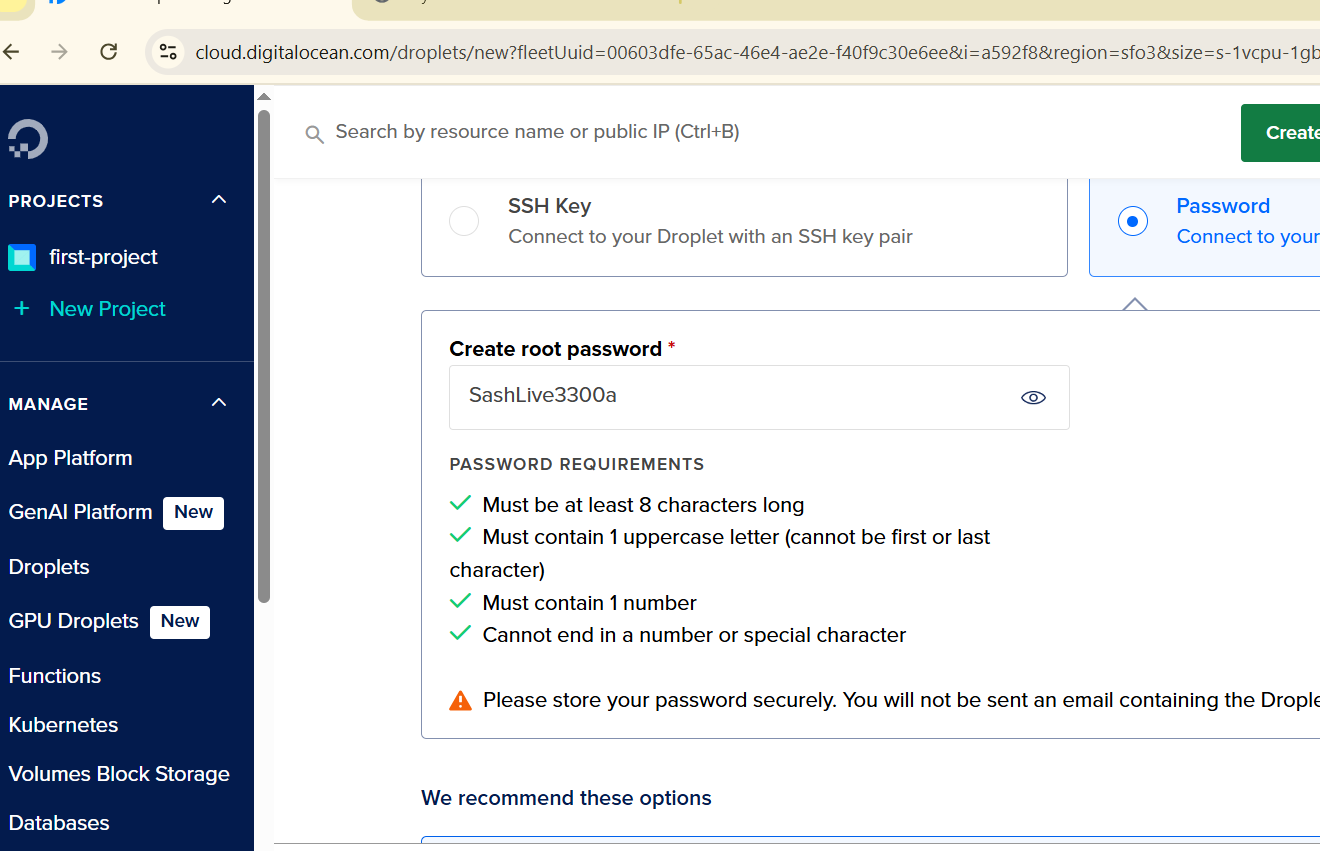 cloud.digitalocean.com/droplets/new?fleetUuid=00603dfe-65ac-46e4-ae2e-f40f9c30e6ee&i=a592f8&region=sfo3&size=s-1vcpu-1gb
Search by resource name or public IP (Ctrl+B)
Create
PROJECTS
first-project
+ New Project
MANAGE
App Platform
GenAI Platform New
Droplets
GPU Droplets New
Functions
Kubernetes
Volumes Block Storage
Databases
SSH Key
Connect to your Droplet with an SSH key pair
Password
Connect to your
Create root password *
SashLive3300a
PASSWORD REQUIREMENTS
Must be at least 8 characters long
Must contain 1 uppercase letter (cannot be first or last
character)
Must contain 1 number
Cannot end in a number or special character
Please store your password securely. You will not be sent an email containing the Drople
We recommend these options